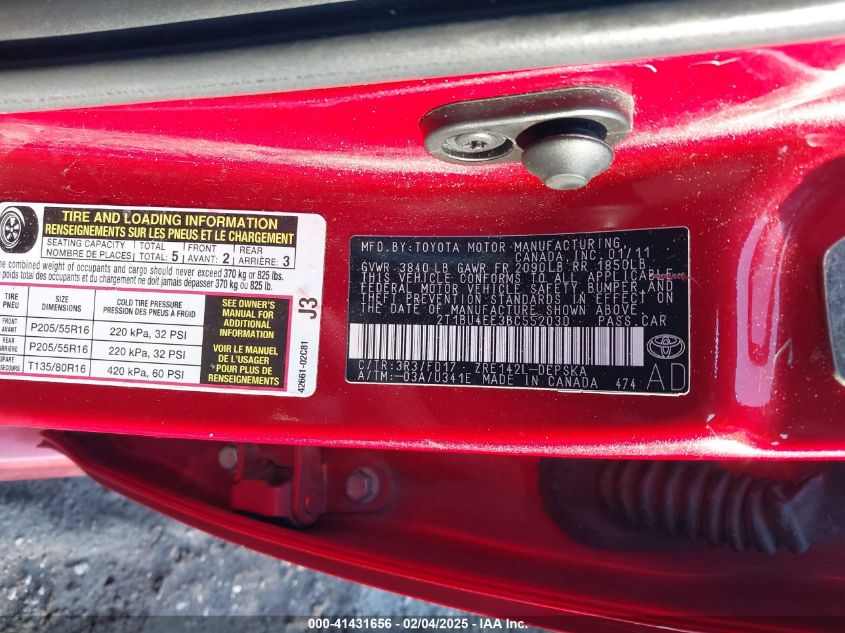 TIRE AND LOADING INFORMATION
RENSEIGNEMENTS SUR LES PNEUS ET LE CHARGEMENT
SEATING CAPACITY TOTAL FRONT REAR
NOMBRE DE PLACES TOTAL 5 AVANT: 2 ARRIÈRE: 3
The combined weight of occupants and cargo should never exceed 370 kg or 825 lb.
total des occupants et du chargement ne doit jamais dépasser 370 kg ou 825 lb.
TIRE PNEU SIZE DIMENSIONS COLD TIRE PRESSURE PRESSION DES PNEUS À FROID
FRONT AVANT P205/55R16 220 kPa, 32 PSI
REAR ARRIÈRE P205/55R16 220 kPa, 32 PSI
SPARE SECOURS T135/80R16 420 kPa, 60 PSI
SEE OWNER'S
MANUAL FOR
ADDITIONAL
INFORMATION
VOIR LE MANUEL
DE L'USAGER
POUR PLUS DE
RENSEIGNEMENTS
J3
42661-02C81
MFD.BY:TOYOTA MOTOR MANUFACTURING
CANADA INC. 01/11
GVWR 3840 LB GAWR FR 2090LB RR 1850LB
THIS VEHICLE CONFORMS TO ALL APPLICABLE
FEDERAL MOTOR VEHICLE SAFETY, BUMPER, AND
THEFT PREVENTION STANDARDS IN EFFECT ON
THE DATE OF MANUFACTURE SHOWN ABOVE.
2T1BU4EE3BC552030 PASS.CAR
C/TR:3R3/FD17 ZRE142L-DEPSKA
A/TM:-03A/U341E MADE IN CANADA 474
AD
000-41431656 - 02/04/2025 - IAA Inc.